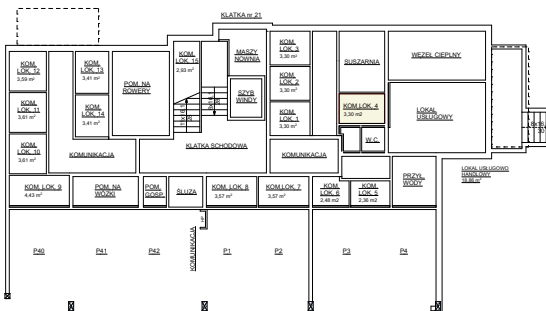 KLATKA nr 21
KOM.
LOK. 12
3,59 m²
KOM.
LOK. 13
3,41 m²
POM. NA
ROWERY
KOM.
LOK. 15
2,93 m²
MASZY
NOWNIA
KOM.
LOK. 3
3,30 m²
SUSZARNIA
WĘZEŁ CIEPLNY
KOM.
LOK. 2
3,30 m²
SZYB
WINDY
KOM.
LOK. 11
3,61 m²
KOM.
LOK. 14
3,41 m²
KOM.
LOK. 1
3,30 m²
KOM.LOK. 4
3,30 m2
LOKAL
USŁUGOWY
KOM.
LOK. 10
3,61 m²
KOMUNIKACJA
KLATKA SCHODOWA
KOMUNIKACJA
W.C.
KOM. LOK. 9
4,43 m²
POM. NA
WÓZKI
POM.
GOSP.
ŚLUZA
KOM. LOK. 8
3,57 m²
KOM.LOK. 7
3,57 m²
KOM.
LOK. 6
2,48 m2
KOM.
LOK. 5
2,36 m2
PRZYŁ.
WODY
LOKAL USŁUGOWO
HANDLOWY
P40
P41
P42
KOMUNIKACJA
P1
P2
P3
P4